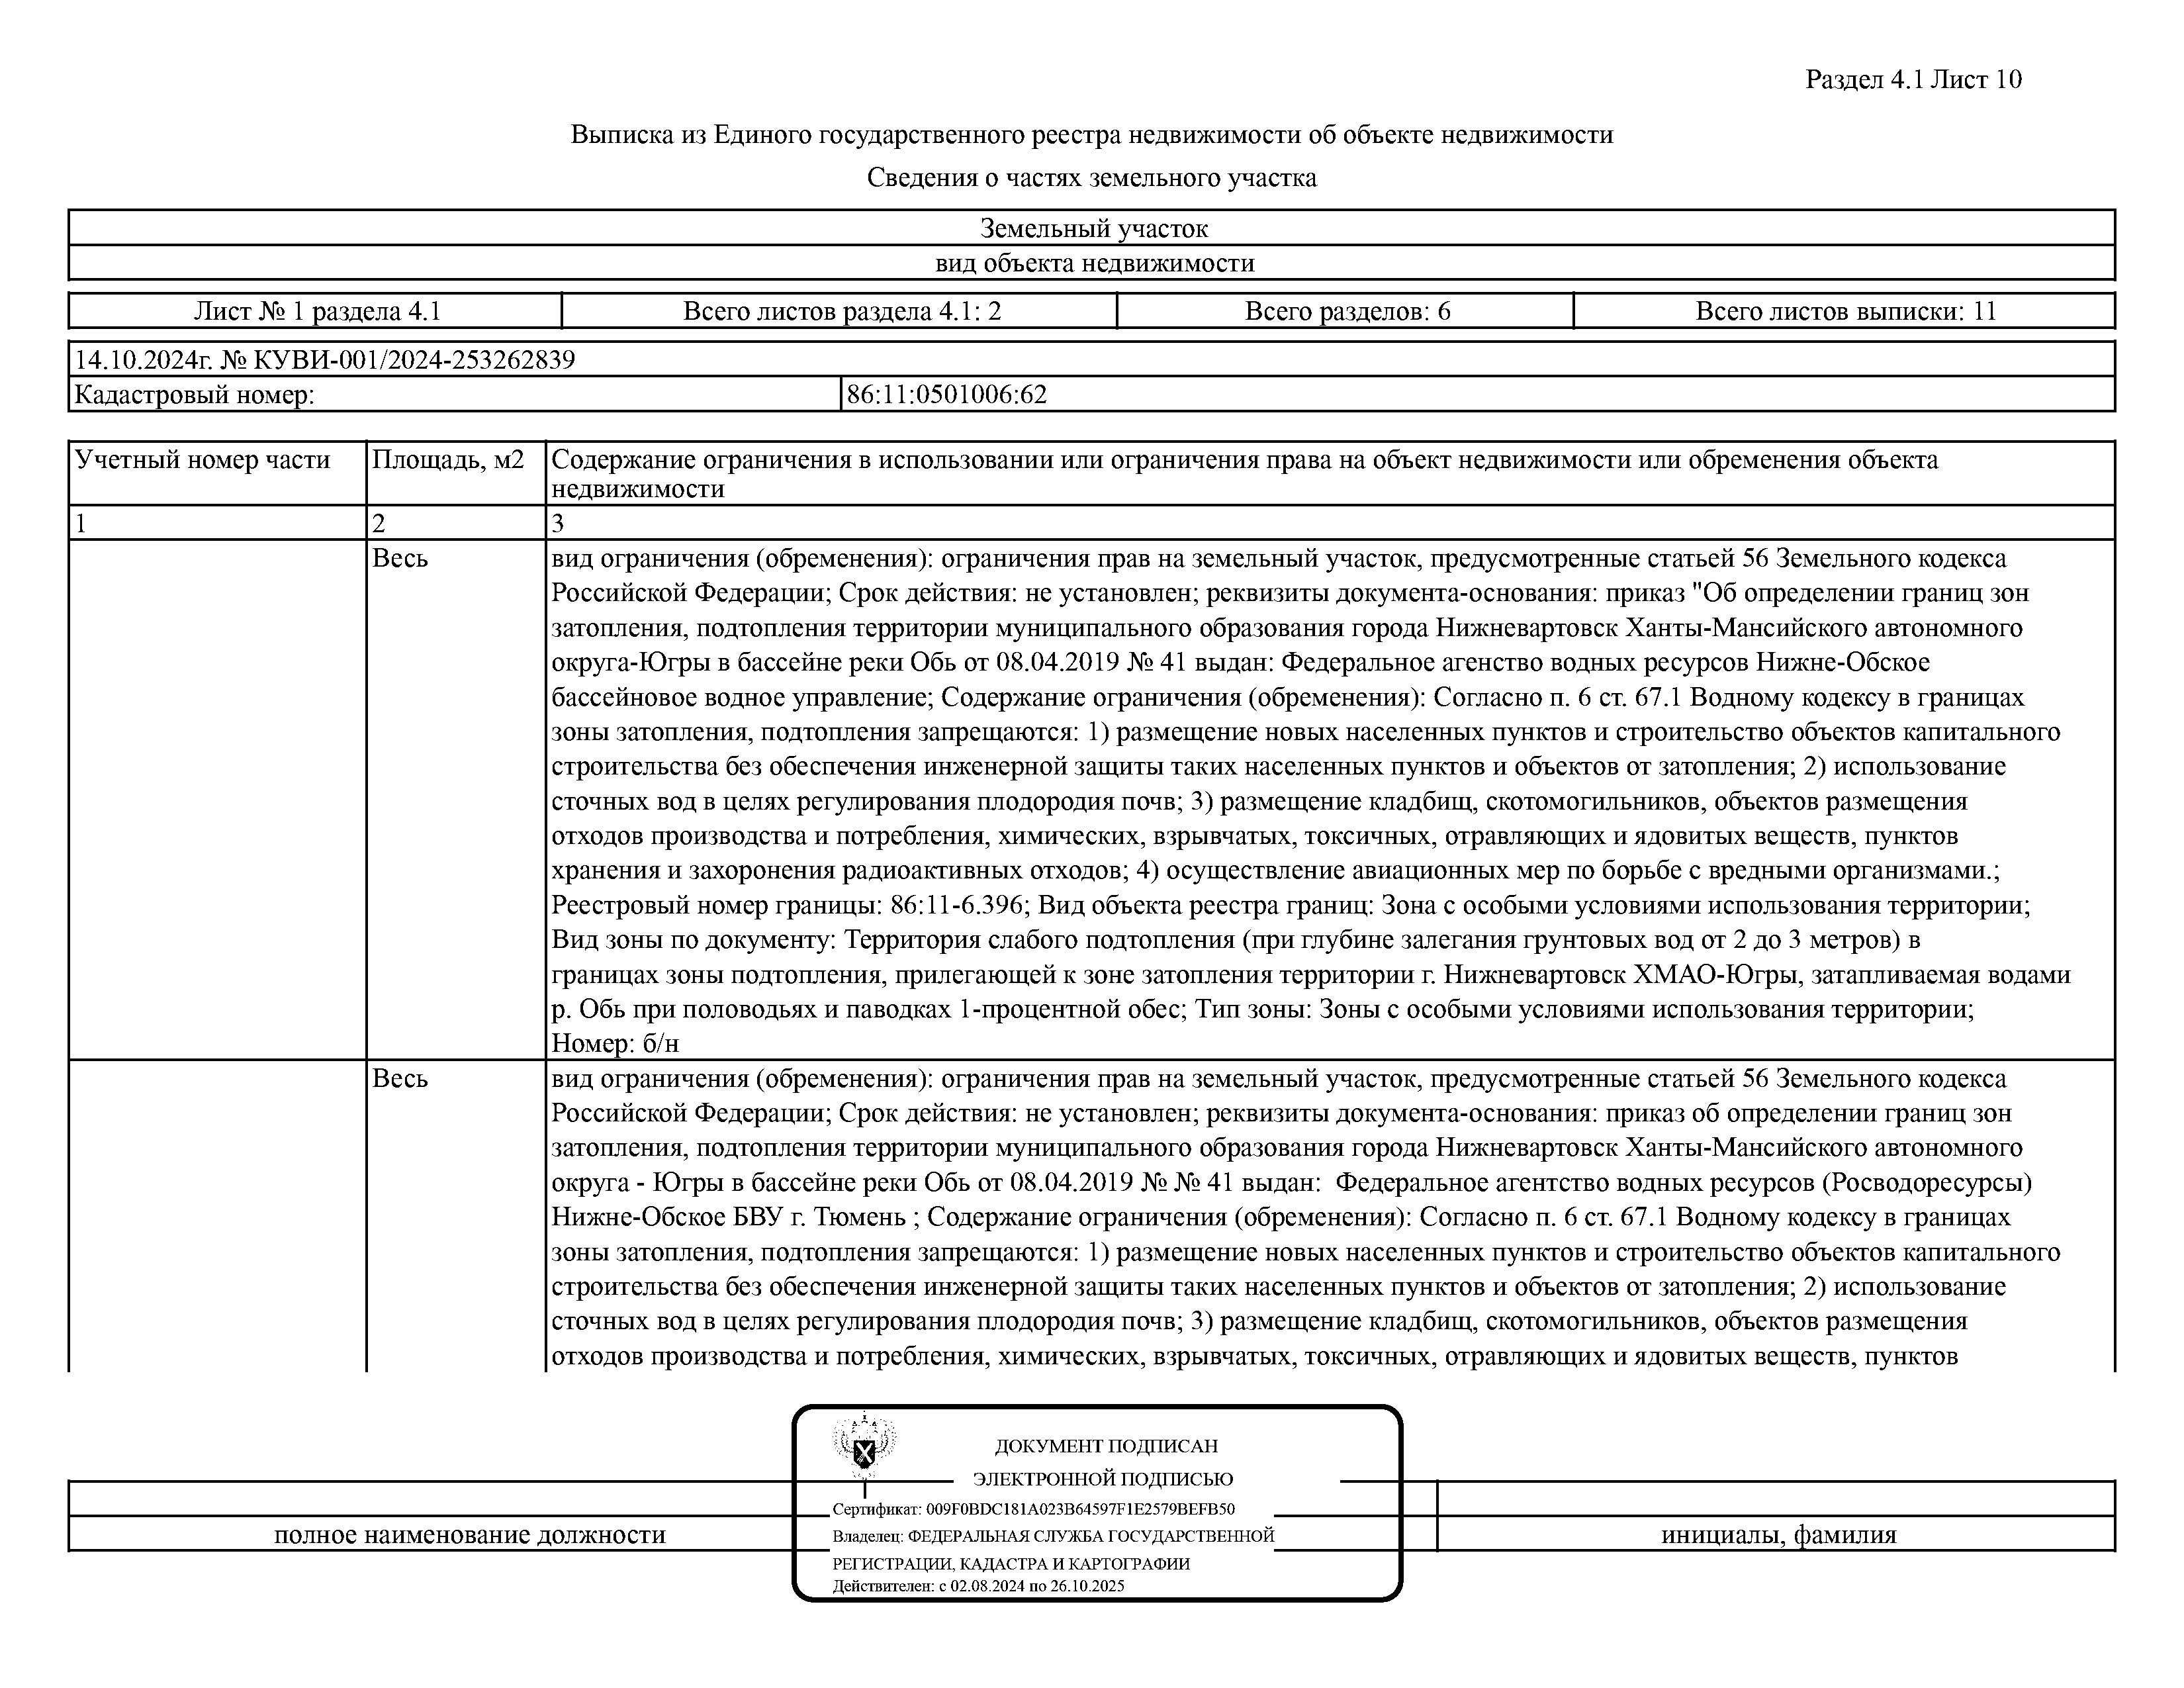 Раздел 4.1 Лист 10
Выписка из Единого государственного реестра недвижимости об объекте недвижимости
Сведения о частях земельного участка
Земельный участок
вид объекта недвижимости
Лист № 1 раздела 4.1 Всего листов раздела 4.1: 2 Всего разделов: 6 Всего листов выписки: 11
14.10.2024г. № КУВИ-001/2024-253262839
Кадастровый номер: 86:11:0501006:62
Учетный номер части Площадь, м2 Содержание ограничения в использовании или ограничения права на объект недвижимости или обременения объекта
недвижимости
1 2 3
Весь вид ограничения (обременения): ограничения прав на земельный участок, предусмотренные статьей 56 Земельного кодекса
Российской Федерации; Срок действия: не установлен; реквизиты документа-основания: приказ "Об определении границ зон
затопления, подтопления территории муниципального образования города Нижневартовск Ханты-Мансийского автономного
округа-Югры в бассейне реки Обь от 08.04.2019 № 41 выдан: Федеральное агенство водных ресурсов Нижне-Обское
бассейновое водное управление; Содержание ограничения (обременения): Согласно п. 6 ст. 67.1 Водному кодексу в границах
зоны затопления, подтопления запрещаются: 1) размещение новых населенных пунктов и строительство объектов капитального
строительства без обеспечения инженерной защиты таких населенных пунктов и объектов от затопления; 2) использование
сточных вод в целях регулирования плодородия почв; 3) размещение кладбищ, скотомогильников, объектов размещения
отходов производства и потребления, химических, взрывчатых, токсичных, отравляющих и ядовитых веществ, пунктов
хранения и захоронения радиоактивных отходов; 4) осуществление авиационных мер по борьбе с вредными организмами.;
Реестровый номер границы: 86:11-6.396; Вид объекта реестра границ: Зона с особыми условиями использования территории;
Вид зоны по документу: Территория слабого подтопления (при глубине залегания грунтовых вод от 2 до 3 метров) в
границах зоны подтопления, прилегающей к зоне затопления территории г. Нижневартовск ХМАО-Югры, затапливаемая водами
р. Обь при половодьях и паводках 1-процентной обес; Тип зоны: Зоны с особыми условиями использования территории;
Номер: б/н
Весь вид ограничения (обременения): ограничения прав на земельный участок, предусмотренные статьей 56 Земельного кодекса
Российской Федерации; Срок действия: не установлен; реквизиты документа-основания: приказ об определении границ зон
затопления, подтопления территории муниципального образования города Нижневартовск Ханты-Мансийского автономного
округа - Югры в бассейне реки Обь от 08.04.2019 № № 41 выдан: Федеральное агентство водных ресурсов (Росводоресурсы)
Нижне-Обское БВУ г. Тюмень ; Содержание ограничения (обременения): Согласно п. 6 ст. 67.1 Водному кодексу в границах
зоны затопления, подтопления запрещаются: 1) размещение новых населенных пунктов и строительство объектов капитального
строительства без обеспечения инженерной защиты таких населенных пунктов и объектов от затопления; 2) использование
сточных вод в целях регулирования плодородия почв; 3) размещение кладбищ, скотомогильников, объектов размещения
отходов производства и потребления, химических, взрывчатых, токсичных, отравляющих и ядовитых веществ, пунктов
ДОКУМЕНТ ПОДПИСАН
ЭЛЕКТРОННОЙ ПОДПИСЬЮ
Сертификат: 009F0BDC181A023B64597F1E2579BEFB50
Владелец: ФЕДЕРАЛЬНАЯ СЛУЖБА ГОСУДАРСТВЕННОЙ
РЕГИСТРАЦИИ, КАДАСТРА И КАРТОГРАФИИ
Действителен: с 02.08.2024 по 26.10.2025
полное наименование должности инициалы, фамилия